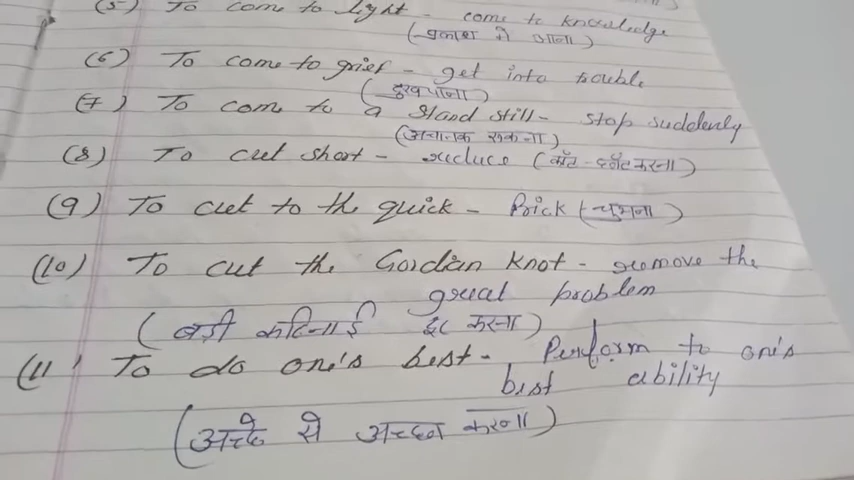 (5) To come to light - come to knowledge
(प्रकाश में आना)
(6) To come to grief - get into trouble
(दुख पाना)
(7) To come to a stand still - stop suddenly
(अचानक रुकना)
(8) To cut short - reduce (कॉट-छॉट करना)
(9) To cut to the quick - Prick (चुभना)
(10) To cut the Gordian Knot - remove the
great problem
(बड़ी कठिनाई दूर करना)
(11) To do one's best - Perform to one's
best ability
(अच्छे से अच्छा करना)